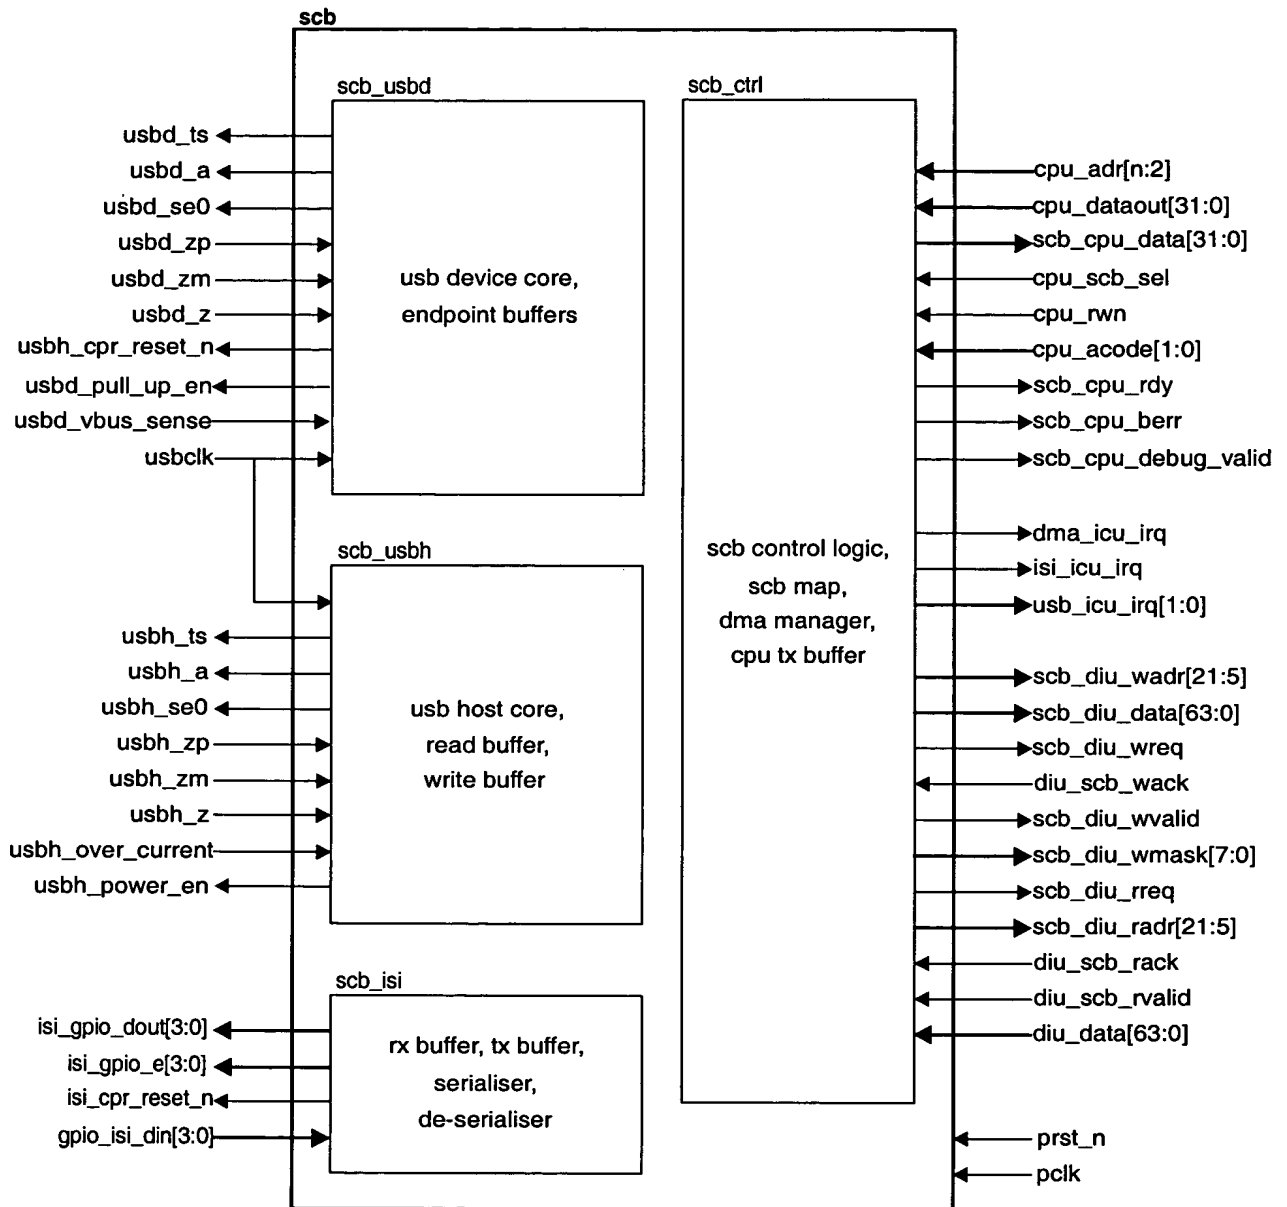 scb
scb_usbd
usbd_ts
usbd_a
usbd_se0
usbd_zp
usbd_zm
usbd_z
usbh_cpr_reset_n
usbd_pull_up_en
usbd_vbus_sense
usbclk
usb device core,
endpoint buffers
scb_usbh
usbh_ts
usbh_a
usbh_se0
usbh_zp
usbh_zm
usbh_z
usbh_over_current
usbh_power_en
usb host core,
read buffer,
write buffer
scb_isi
isi_gpio_dout[3:0]
isi_gpio_e[3:0}
isi_cpr_reset_n
gpio_isi_din[3:0]
rx buffer, tx buffer,
serialiser,
de-serialiser
scb_ctrl
scb control logic,
scb map,
dma manager,
cpu tx buffer
cpu_adr[n:2]
cpu_dataout[31:0]
scb_cpu_data[31:0]
cpu_scb_sel
cpu_rwn
cpu_acode[1:0]
scb_cpu_rdy
scb_cpu_berr
scb_cpu_debug_valid
dma_icu_irq
isi_icu_irq
usb_icu_irq[1:0]
scb_diu_wadr[21:5]
scb_diu_data[63:0]
scb_diu_wreq
diu_scb_wack
scb_diu_wvalid
scb_diu_wmask[7:0]
scb_diu_rreq
scb_diu_radr[21:5]
diu_scb_rack
diu_scb_rvalid
diu_data[63:0]
prst_n
pclk